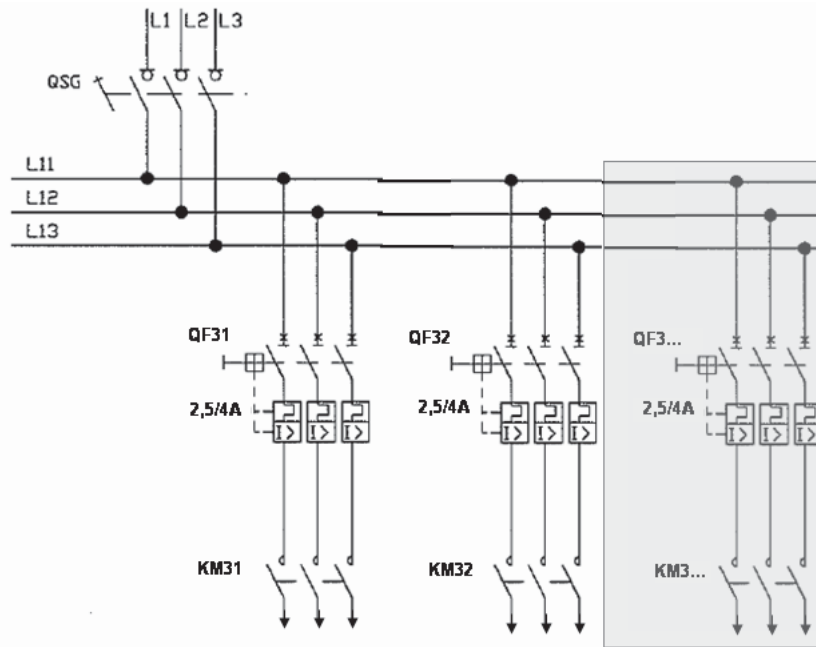 L1 L2 L3
QSG
L11
L12
L13
QF31 QF32 QF3...
2,5/4A 2,5/4A 2,5/4A
I> I> I> I> I> I> I> I> I>
KM31 KM32 KM3...